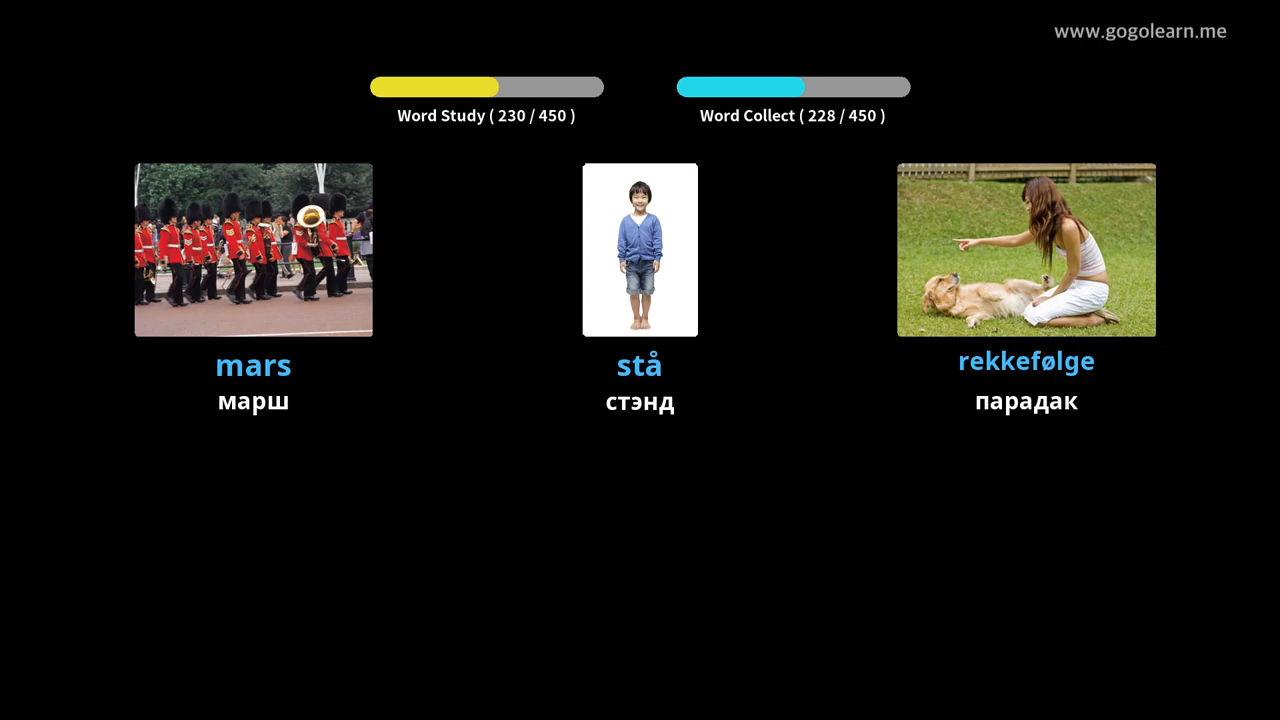 www.gogolearn.me
Word Study ( 230 / 450 )
Word Collect ( 228 / 450 )
mars
марш
stå
стэнд
rekkefølge
парадак